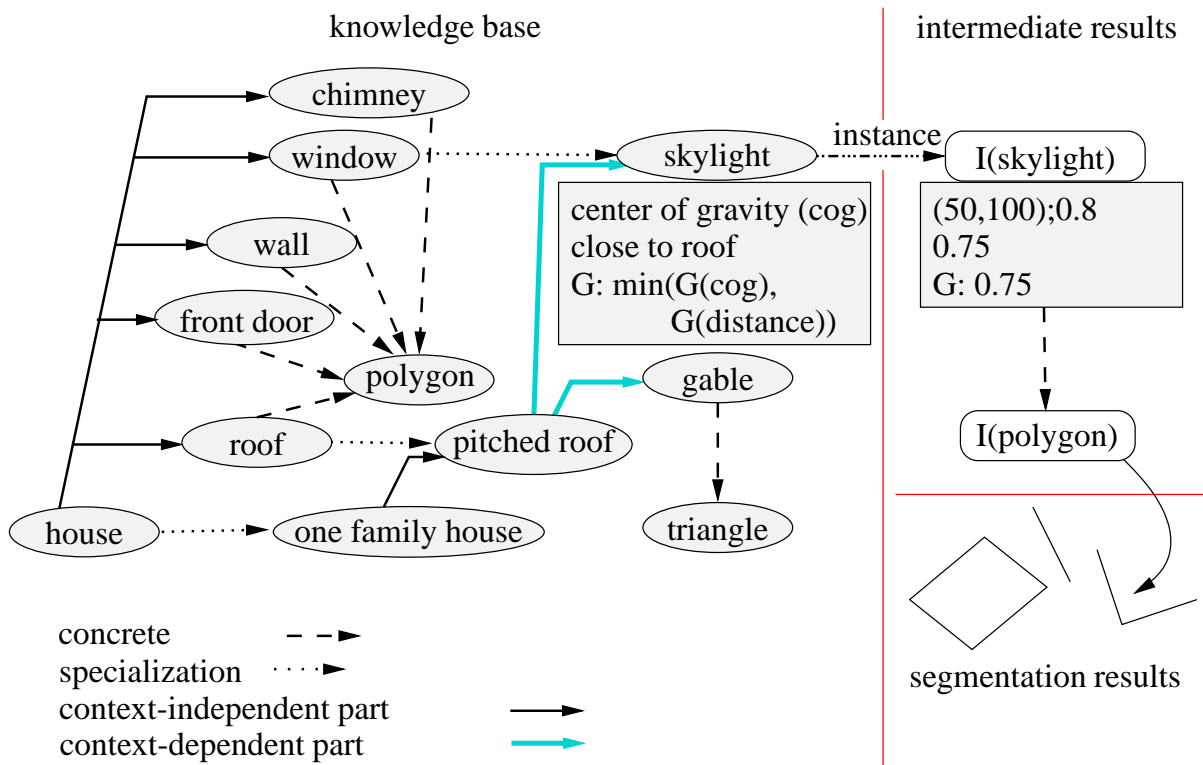 knowledge base
intermediate results
chimney
window
skylight
instance
I(skylight)
center of gravity (cog)
close to roof
G: min(G(cog),
G(distance))
(50,100);0.8
0.75
G: 0.75
wall
front door
polygon
gable
roof
pitched roof
I(polygon)
house
one family house
triangle
concrete
specialization
context-independent part
context-dependent part
segmentation results